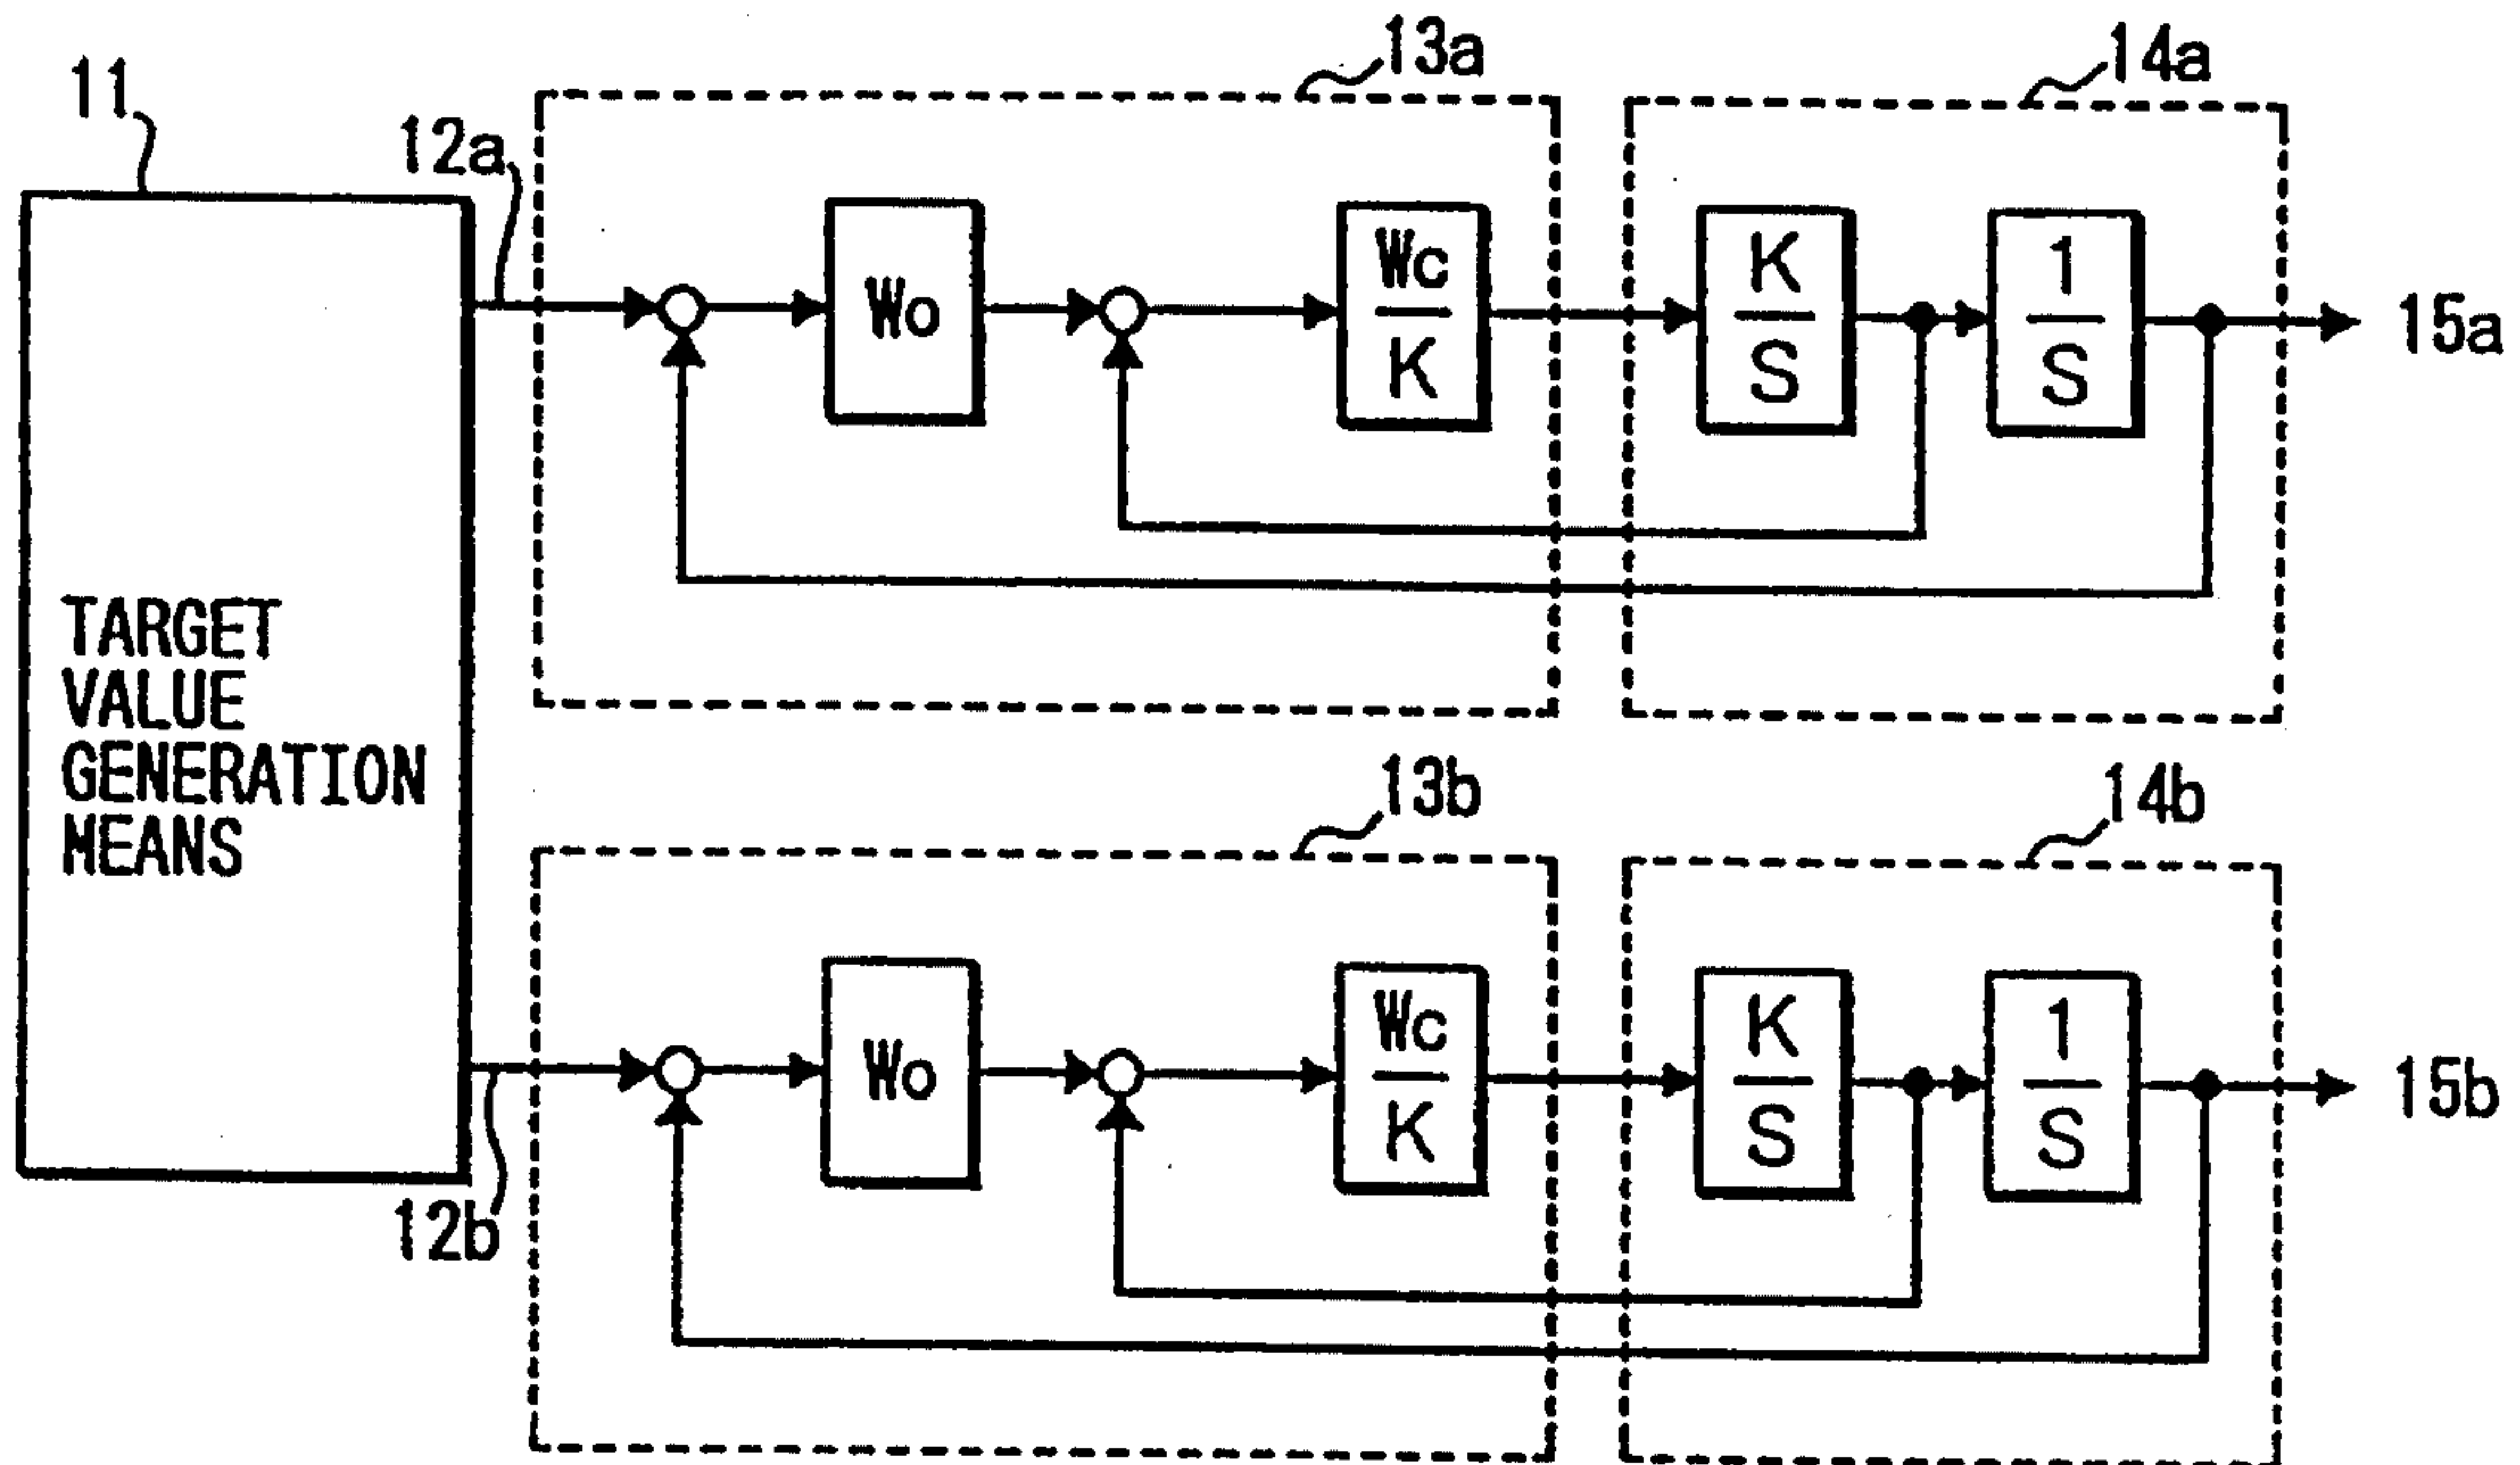 11
12a
13a
14a
Wo
Wc
K
K
S
1
S
15a
TARGET
VALUE
GENERATION
MEANS
13b
14b
Wo
Wc
K
K
S
1
S
15b
12b